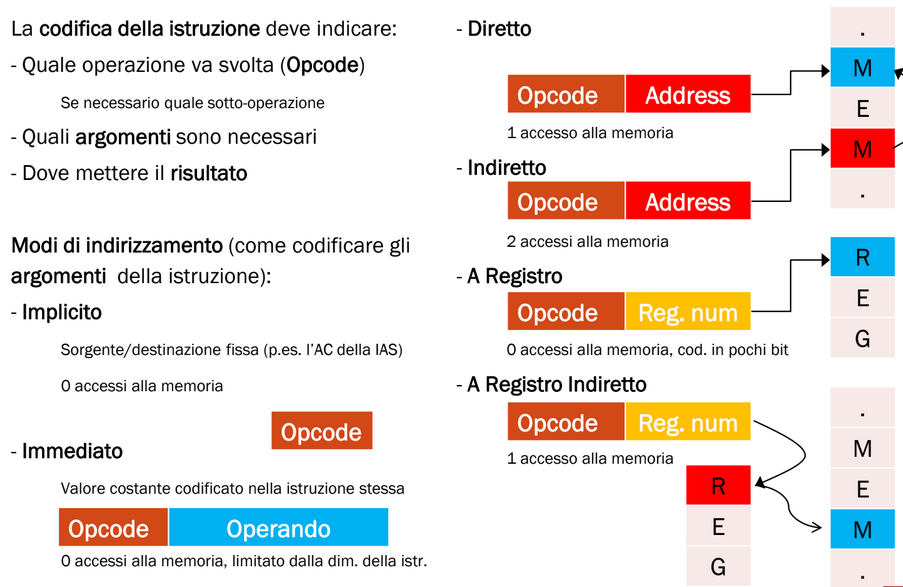 La codifica della istruzione deve indicare:
- Quale operazione va svolta (Opcode)
Se necessario quale sotto-operazione
- Quali argomenti sono necessari
- Dove mettere il risultato
Modi di indirizzamento (come codificare gli
argomenti della istruzione):
- Implicito
Sorgente/destinazione fissa (p.es. l'AC della IAS)
0 accessi alla memoria
Opcode
- Immediato
Valore costante codificato nella istruzione stessa
Opcode Operando
0 accessi alla memoria, limitato dalla dim. della istr.
- Diretto
Opcode Address
1 accesso alla memoria
- Indiretto
Opcode Address
2 accessi alla memoria
.
M
E
M
.
- A Registro
Opcode Reg. num
0 accessi alla memoria, cod. in pochi bit
R
E
G
- A Registro Indiretto
Opcode Reg. num
1 accesso alla memoria
R
E
G
.
M
E
M
.